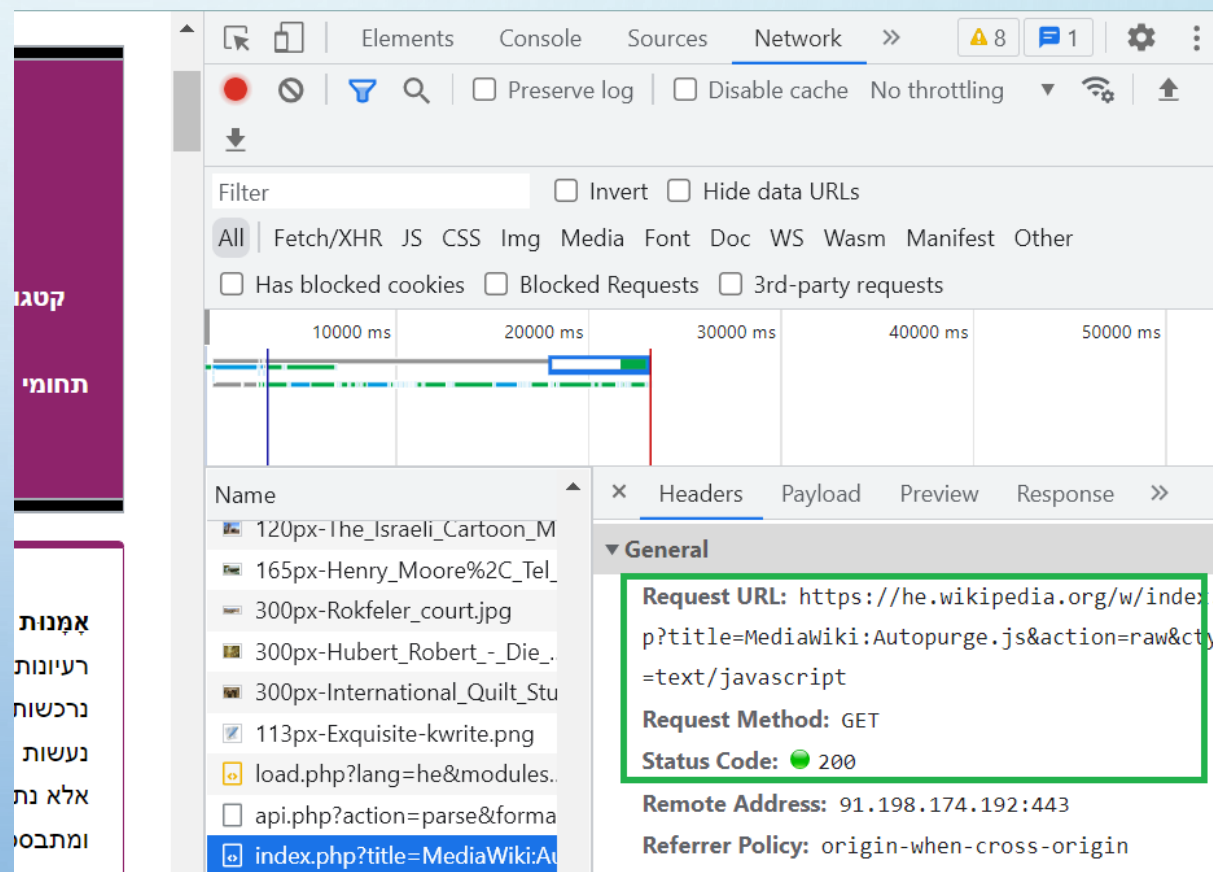 Elements Console Sources Network 8 1
Preserve log Disable cache No throttling
Filter Invert Hide data URLs
All Fetch/XHR JS CSS Img Media Font Doc WS Wasm Manifest Other
Has blocked cookies Blocked Requests 3rd-party requests
10000 ms 20000 ms 30000 ms 40000 ms 50000 ms
קטגו
תחומי
אָמָּנוּת
רעיונות
נרכשות
נעשות
אלא נת
ומתבסס
Name
120px-The_Israeli_Cartoon_M
165px-Henry_Moore%2C_Tel_
300px-Rokfeler_court.jpg
300px-Hubert_Robert_-_Die_..
300px-International_Quilt_Stu
113px-Exquisite-kwrite.png
load.php?lang=he&modules..
api.php?action=parse&forma
index.php?title=MediaWiki:Au
× Headers Payload Preview Response
General
Request URL: https://he.wikipedia.org/w/index
p?title=MediaWiki:Autopurge.js&action=raw&cty
=text/javascript
Request Method: GET
Status Code: 200
Remote Address: 91.198.174.192:443
Referrer Policy: origin-when-cross-origin